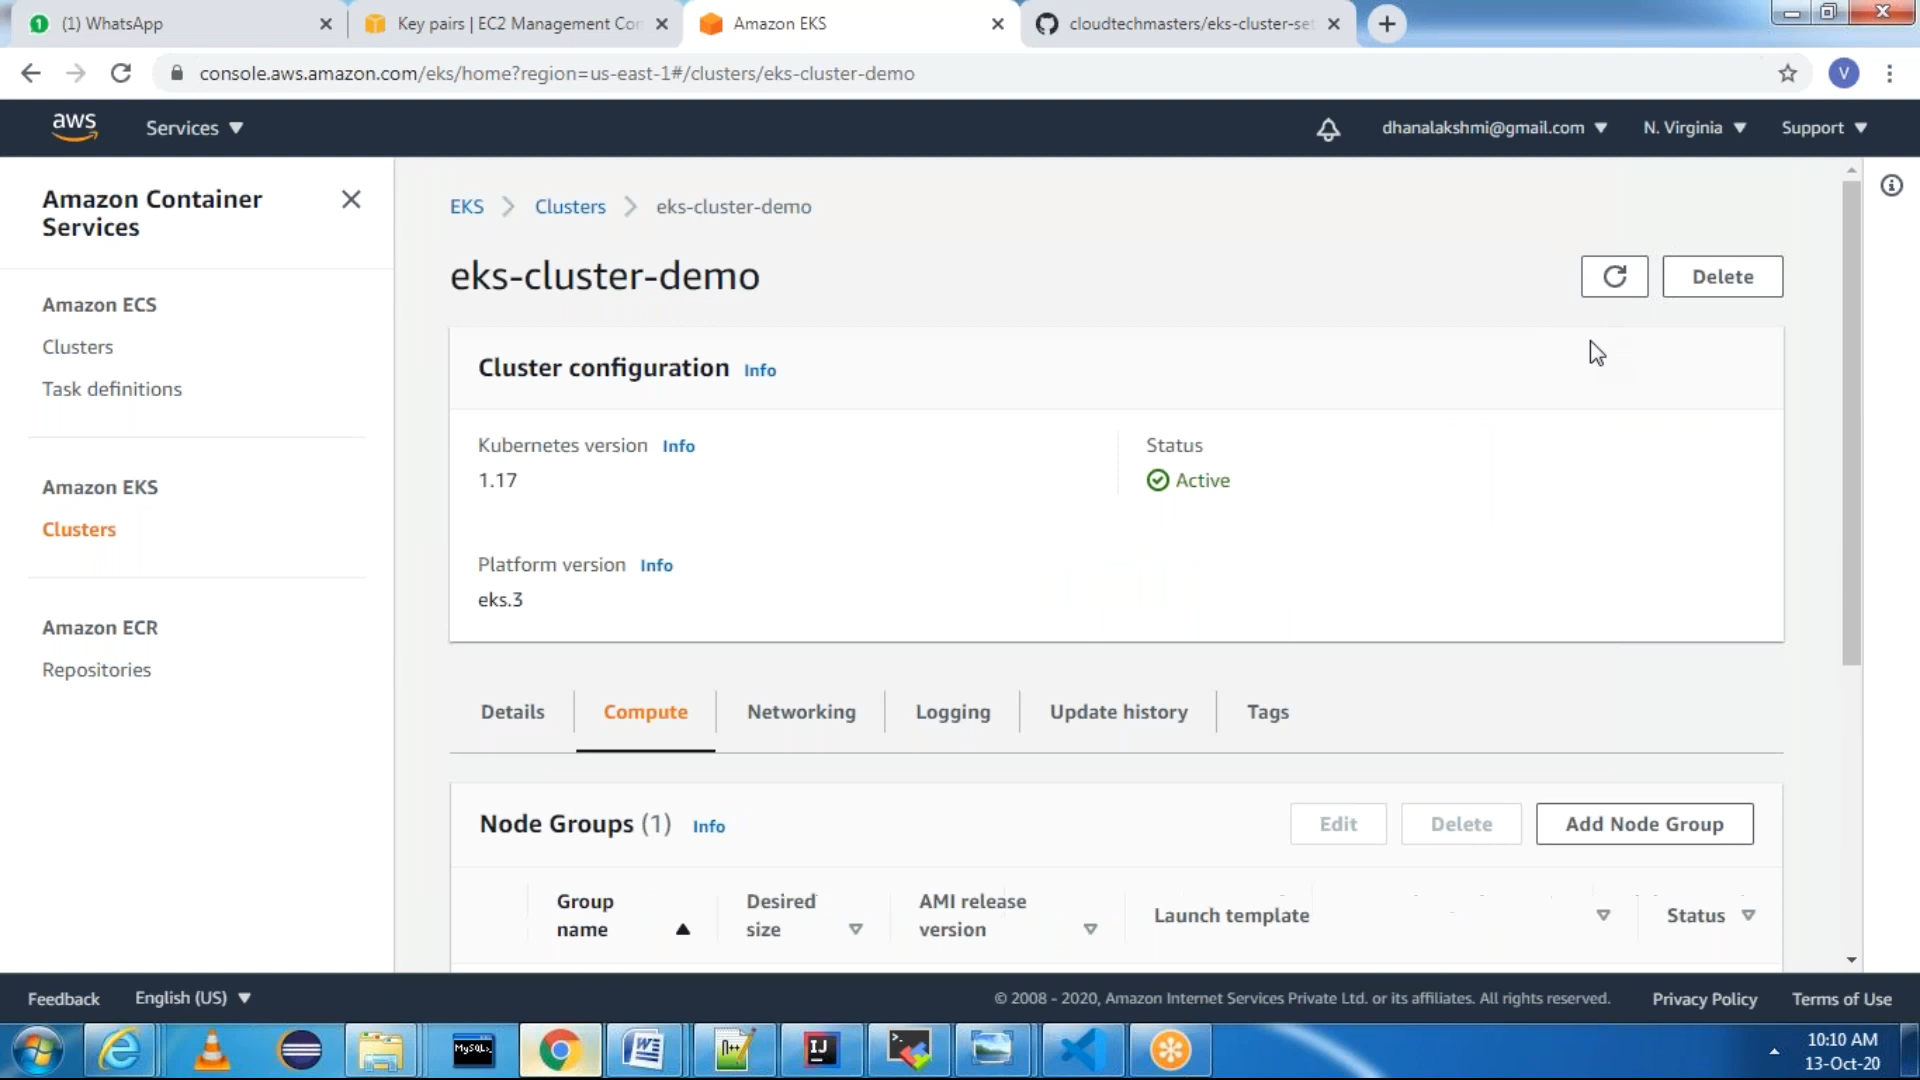 (1) WhatsApp
Key pairs | EC2 Management Con
Amazon EKS
cloudtechmasters/eks-cluster-set
console.aws.amazon.com/eks/home?region=us-east-1#/clusters/eks-cluster-demo
V
aws
Services
dhanalakshmi@gmail.com
N. Virginia
Support
Amazon Container
Services
Amazon ECS
Clusters
Task definitions
Amazon EKS
Clusters
Amazon ECR
Repositories
EKS
Clusters
eks-cluster-demo
eks-cluster-demo
Delete
Cluster configuration Info
Kubernetes version Info
1.17
Status
Active
Platform version Info
eks.3
Details
Compute
Networking
Logging
Update history
Tags
Node Groups (1) Info
Edit
Delete
Add Node Group
Group
name
Desired
size
AMI release
version
Launch template
Status
Feedback
English (US)
© 2008 - 2020, Amazon Internet Services Private Ltd. or its affiliates. All rights reserved.
Privacy Policy
Terms of Use
MySQL
IJ
10:10 AM
13-Oct-20